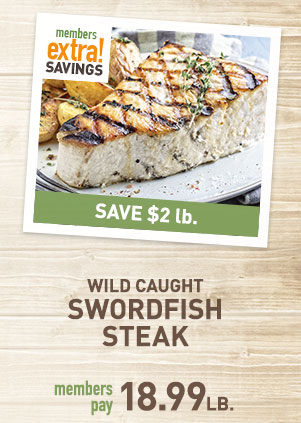 members
extra!
SAVINGS
SAVE $2 lb.
WILD CAUGHT
SWORDFISH
STEAK
members
pay 18.99LB.